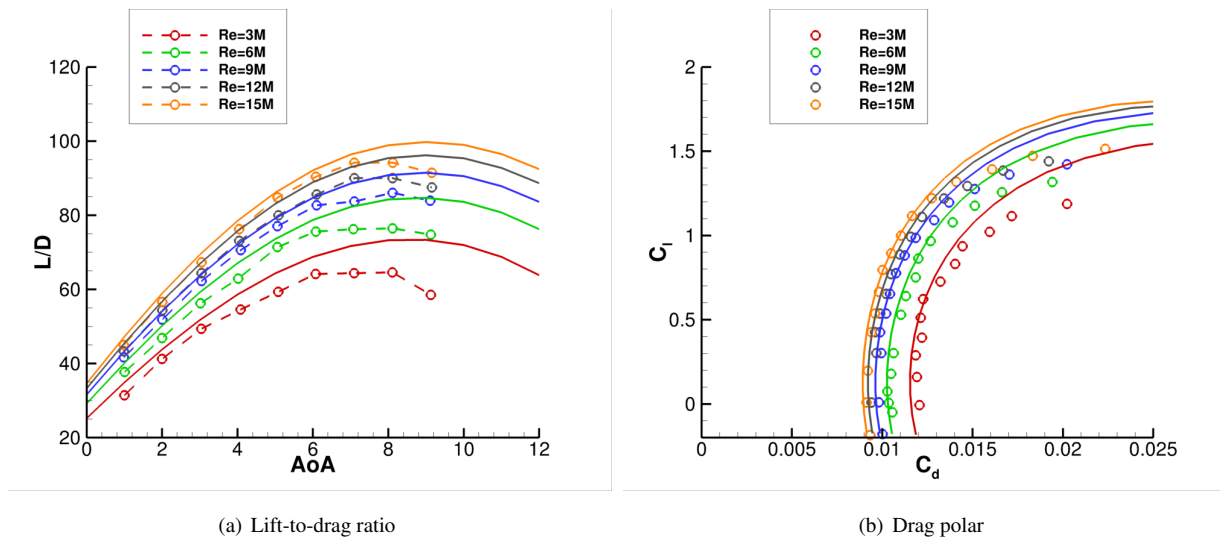 Re=3M
Re=6M
Re=9M
Re=12M
Re=15M
120
100
80
60
40
20
L/D
0 2 4 6 8 10 12
AoA
(a) Lift-to-drag ratio
Re=3M
Re=6M
Re=9M
Re=12M
Re=15M
2
1.5
1
0.5
0
Cl
0 0.005 0.01 0.015 0.02 0.025
Cd
(b) Drag polar